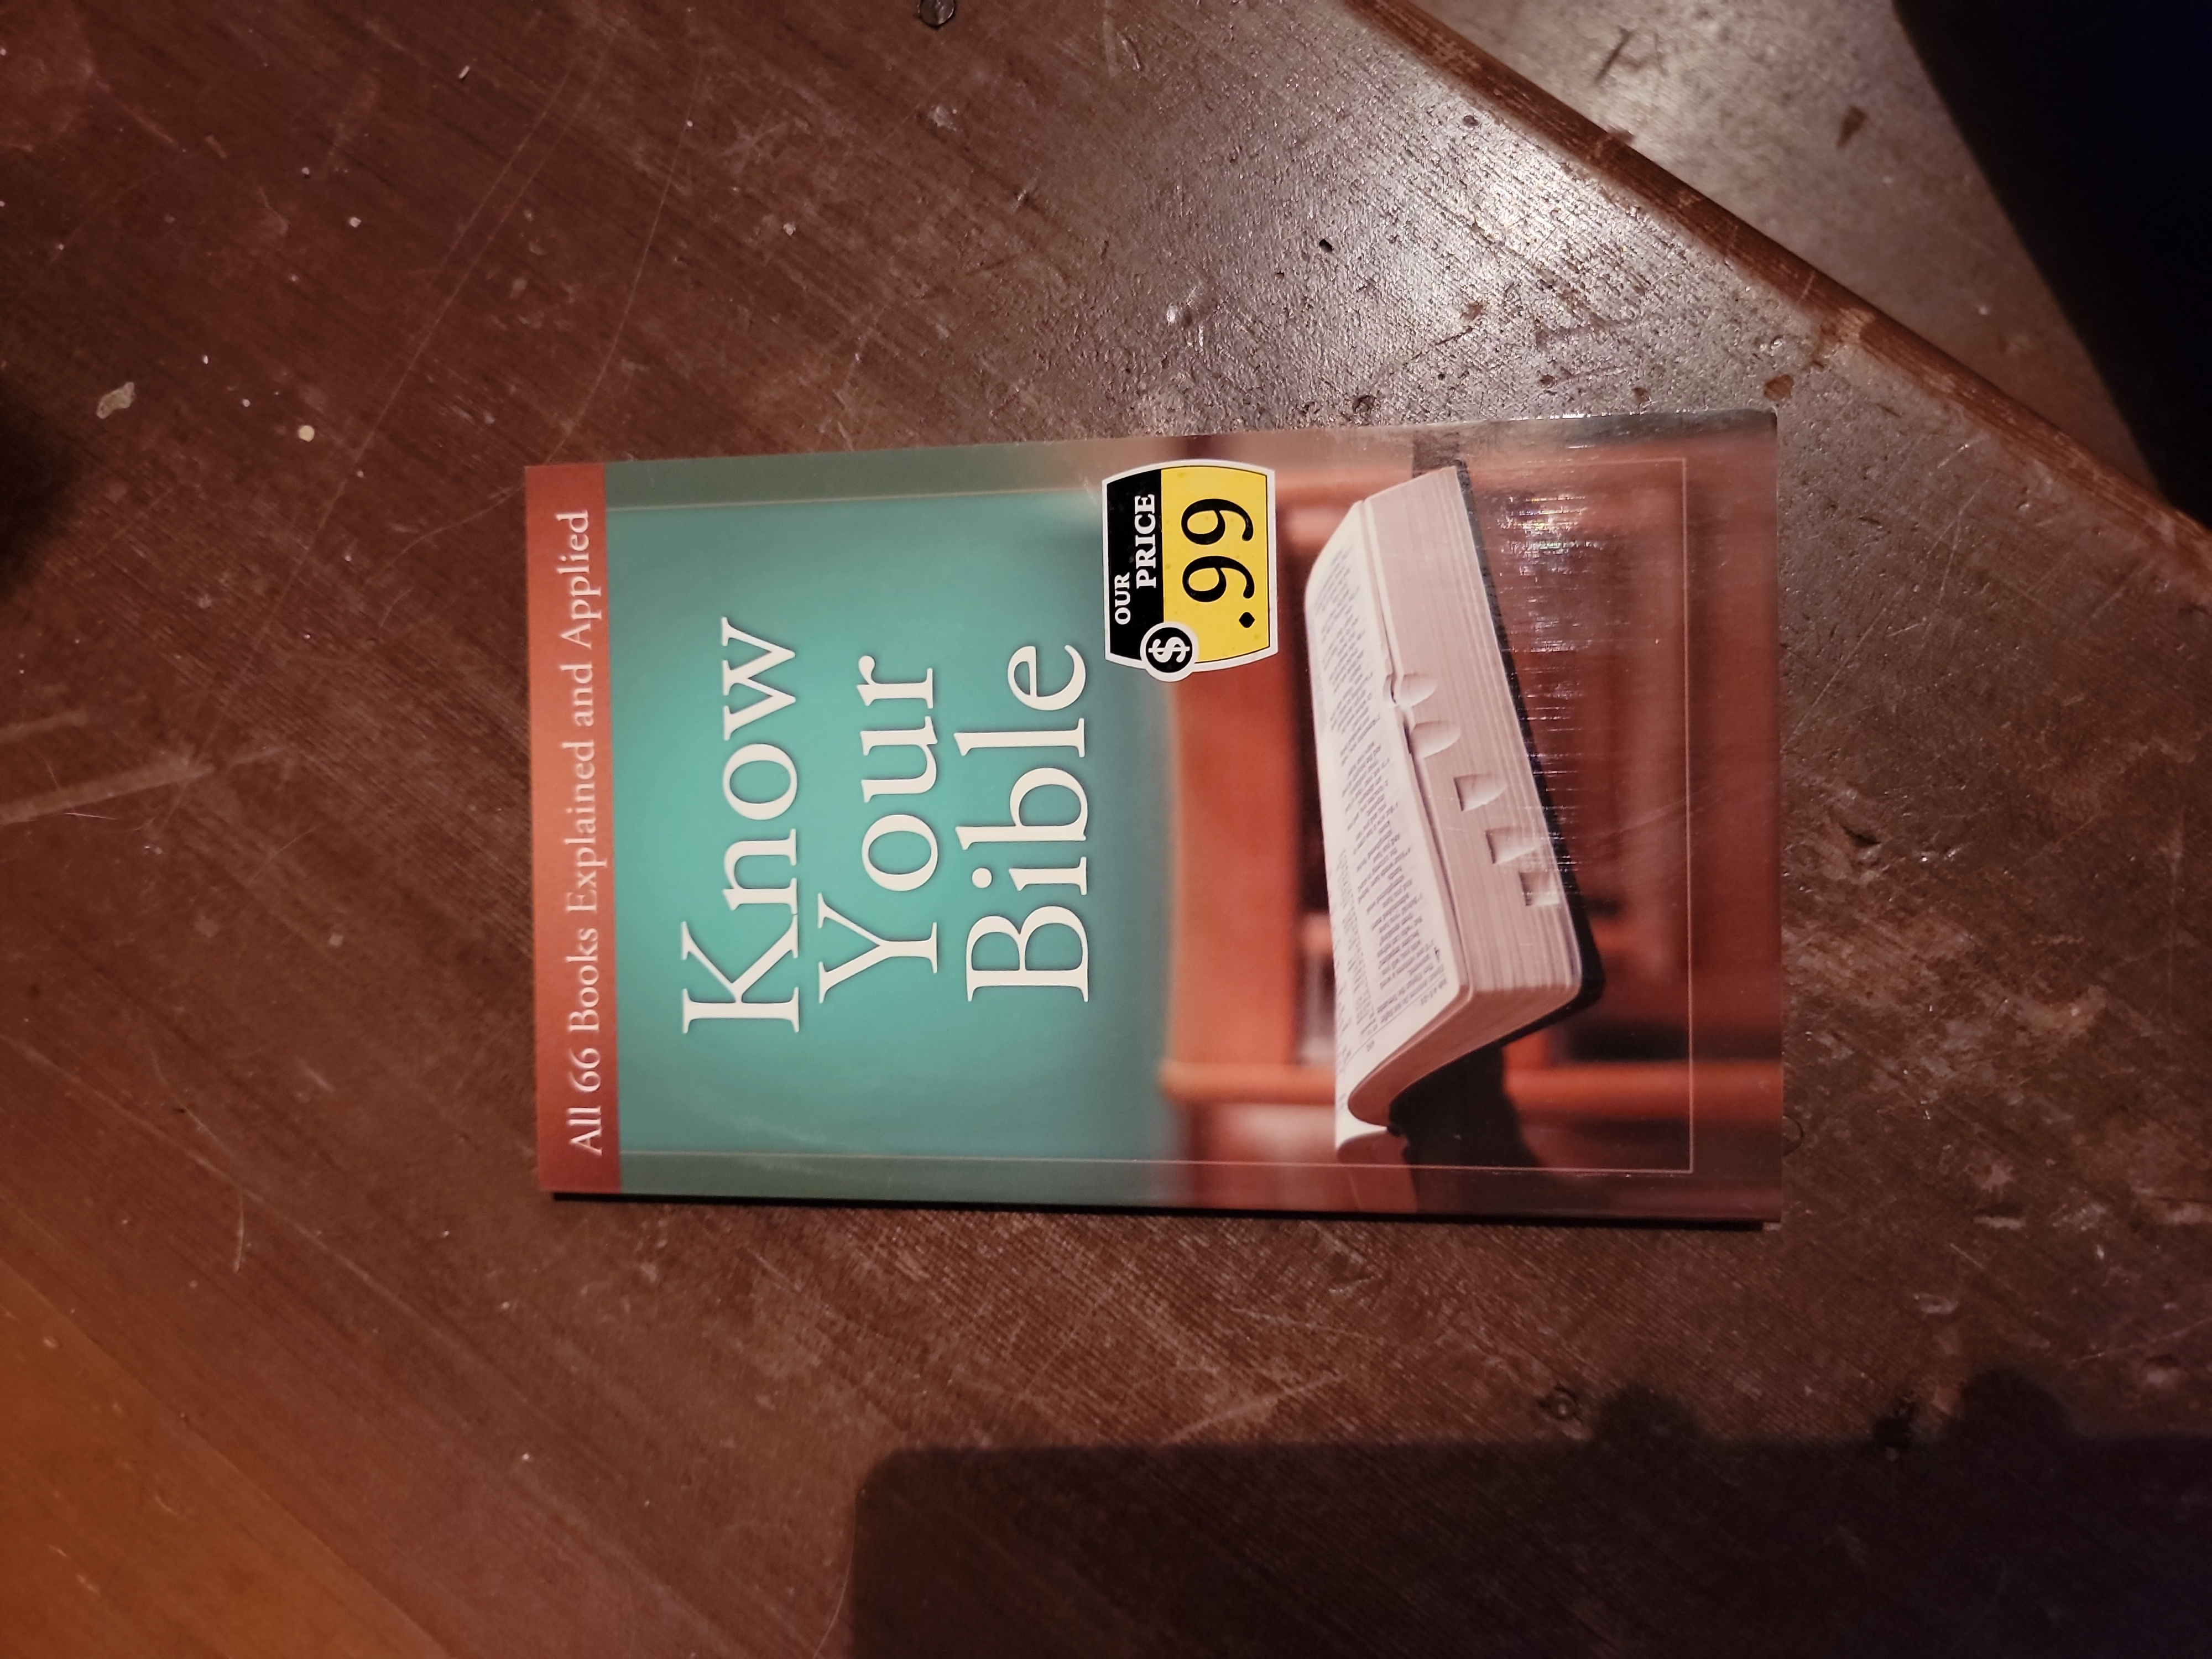 All 66 Books Explained and Applied
Know
Your
Bible
OUR
PRICE
$
.99